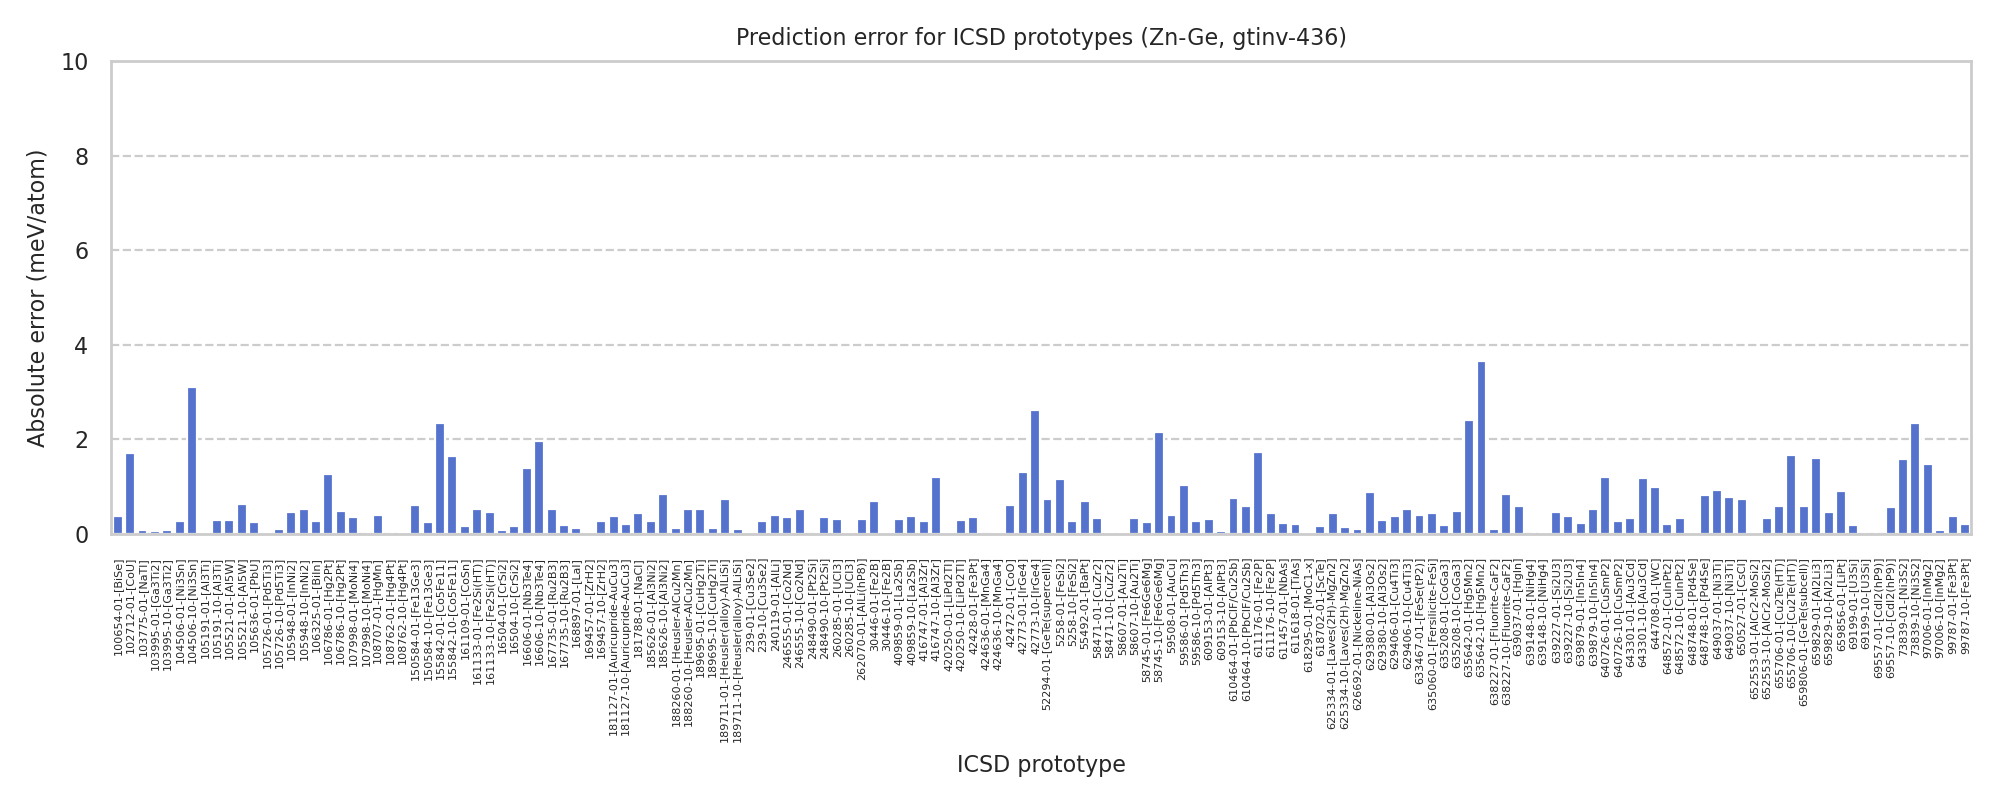 Prediction error for ICSD prototypes (Zn-Ge, gtinv-436)
Absolute error (meV/atom)
10
8
6
4
2
0
100654-01-[BiSe]
102712-01-[CoU]
103775-01-[NaTl]
103995-01-[Ga3Ti2]
103995-10-[Ga3Ti2]
104506-01-[Ni3Sn]
104506-10-[Ni3Sn]
105191-01-[Al3Ti]
105191-10-[Al3Ti]
105521-01-[Al5W]
105521-10-[Al5W]
105636-01-[PbU]
105726-01-[Pd5Ti3]
105726-10-[Pd5Ti3]
105948-01-[InNi2]
105948-10-[InNi2]
106325-01-[BiIn]
106786-01-[Hg2Pt]
106786-10-[Hg2Pt]
107998-01-[MoNi4]
107998-10-[MoNi4]
108707-01-[HgMn]
108762-01-[Hg4Pt]
108762-10-[Hg4Pt]
150584-01-[Fe13Ge3]
150584-10-[Fe13Ge3]
155842-01-[Co5Fe11]
155842-10-[Co5Fe11]
161109-01-[CoSn]
161133-01-[Fe2Si(HT)]
161133-10-[Fe2Si(HT)]
16504-01-[CrSi2]
16504-10-[CrSi2]
16606-01-[Nb3Te4]
16606-10-[Nb3Te4]
167735-01-[Ru2B3]
167735-10-[Ru2B3]
168897-01-[LaI]
169457-01-[ZrH2]
169457-10-[ZrH2]
181127-01-[Auricupride-AuCu3]
181127-10-[Auricupride-AuCu3]
181788-01-[NaCl]
185626-01-[Al3Ni2]
185626-10-[Al3Ni2]
188260-01-[Heusler-AlCu2Mn]
188260-10-[Heusler-AlCu2Mn]
189695-01-[CuHg2Ti]
189695-10-[CuHg2Ti]
189711-01-[Heusler(alloy)-AlLiSi]
189711-10-[Heusler(alloy)-AlLiSi]
239-01-[Cu3Se2]
239-10-[Cu3Se2]
240119-01-[AlLi]
246555-01-[Co2Nd]
246555-10-[Co2Nd]
248490-01-[Pt2Si]
248490-10-[Pt2Si]
260285-01-[UCl3]
260285-10-[UCl3]
262070-01-[AlLi(hP8)]
30446-01-[Fe2B]
30446-10-[Fe2B]
409859-01-[La2Sb]
409859-10-[La2Sb]
416747-01-[Al3Zr]
416747-10-[Al3Zr]
420250-01-[LiPd2Tl]
420250-10-[LiPd2Tl]
42428-01-[Fe3Pt]
424636-01-[MnGa4]
424636-10-[MnGa4]
42472-01-[CoO]
42773-01-[IrGe4]
42773-10-[IrGe4]
52294-01-[GeTe(supercell)]
5258-01-[FeSi2]
5258-10-[FeSi2]
55492-01-[BaPt]
58471-01-[CuZr2]
58471-10-[CuZr2]
58607-01-[Au2Ti]
58607-10-[Au2Ti]
58745-01-[Fe6Ge6Mg]
58745-10-[Fe6Ge6Mg]
59508-01-[AuCu]
59586-01-[Pd5Th3]
59586-10-[Pd5Th3]
609153-01-[AlPt3]
609153-10-[AlPt3]
610464-01-[PbClF/Cu2Sb]
610464-10-[PbClF/Cu2Sb]
611176-01-[Fe2P]
611176-10-[Fe2P]
611457-01-[NbAs]
611618-01-[TiAs]
618295-01-[MoC1-x]
618702-01-[ScTe]
625334-01-[Laves(2H)-MgZn2]
625334-10-[Laves(2H)-MgZn2]
626692-01-[Nickeline-NiAs]
629380-01-[Al3Os2]
629380-10-[Al3Os2]
629406-01-[Cu4Ti3]
629406-10-[Cu4Ti3]
633467-01-[FeSe(tP2)]
635060-01-[Fersilicite-FeSi]
635208-01-[CoGa3]
635208-10-[CoGa3]
635642-01-[Hg5Mn2]
635642-10-[Hg5Mn2]
638227-01-[Fluorite-CaF2]
638227-10-[Fluorite-CaF2]
639037-01-[HgIn]
639148-01-[NiHg4]
639148-10-[NiHg4]
639227-01-[Si2U3]
639227-10-[Si2U3]
639879-01-[In5In4]
639879-10-[In5In4]
640726-01-[CuSmP2]
640726-10-[CuSmP2]
643301-01-[Au3Cd]
643301-10-[Au3Cd]
644708-01-[WC]
648572-01-[CuInPt2]
648572-10-[CuInPt2]
648748-01-[Pd4Se]
648748-10-[Pd4Se]
649037-01-[Ni3Ti]
649037-10-[Ni3Ti]
650527-01-[CsCl]
652553-01-[AlCr2-MoSi2]
652553-10-[AlCr2-MoSi2]
655706-01-[Cu2Te(HT)]
655706-10-[Cu2Te(HT)]
659806-01-[GeTe(subcell)]
659829-01-[Al2Li3]
659829-10-[Al2Li3]
659856-01-[LiPt]
69199-01-[U3Si]
69199-10-[U3Si]
69557-01-[CdI2(hP9)]
69557-10-[CdI2(hP9)]
73839-01-[Ni3S2]
73839-10-[Ni3S2]
97006-01-[InMg2]
97006-10-[InMg2]
99787-01-[Fe3Pt]
99787-10-[Fe3Pt]
ICSD prototype